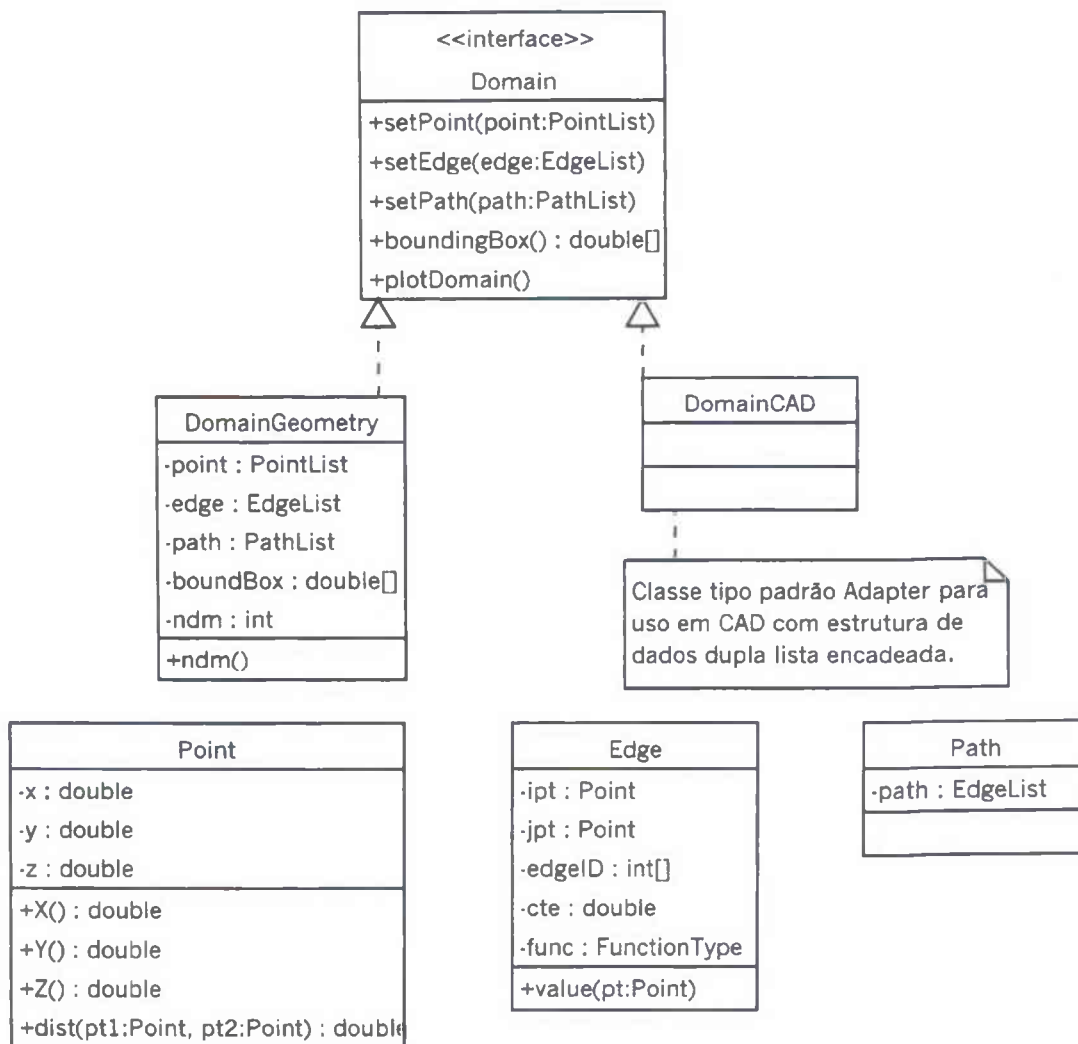 <<interface>>
Domain
+setPoint(point:PointList)
+setEdge(edge:EdgeList)
+setPath(path:PathList)
+boundingBox() : double[]
+plotDomain()
DomainGeometry
-point : PointList
-edge : EdgeList
-path : PathList
-boundBox : double[]
-ndm : int
+ndm()
DomainCAD
Classe tipo padrão Adapter para
uso em CAD com estrutura de
dados dupla lista encadeada.
Point
-x : double
-y : double
-z : double
+X() : double
+Y() : double
+Z() : double
+dist(pt1:Point, pt2:Point) : double
Edge
-ipt : Point
-jpt : Point
-edgeID : int[]
-cte : double
-func : FunctionType
+value(pt:Point)
Path
-path : EdgeList